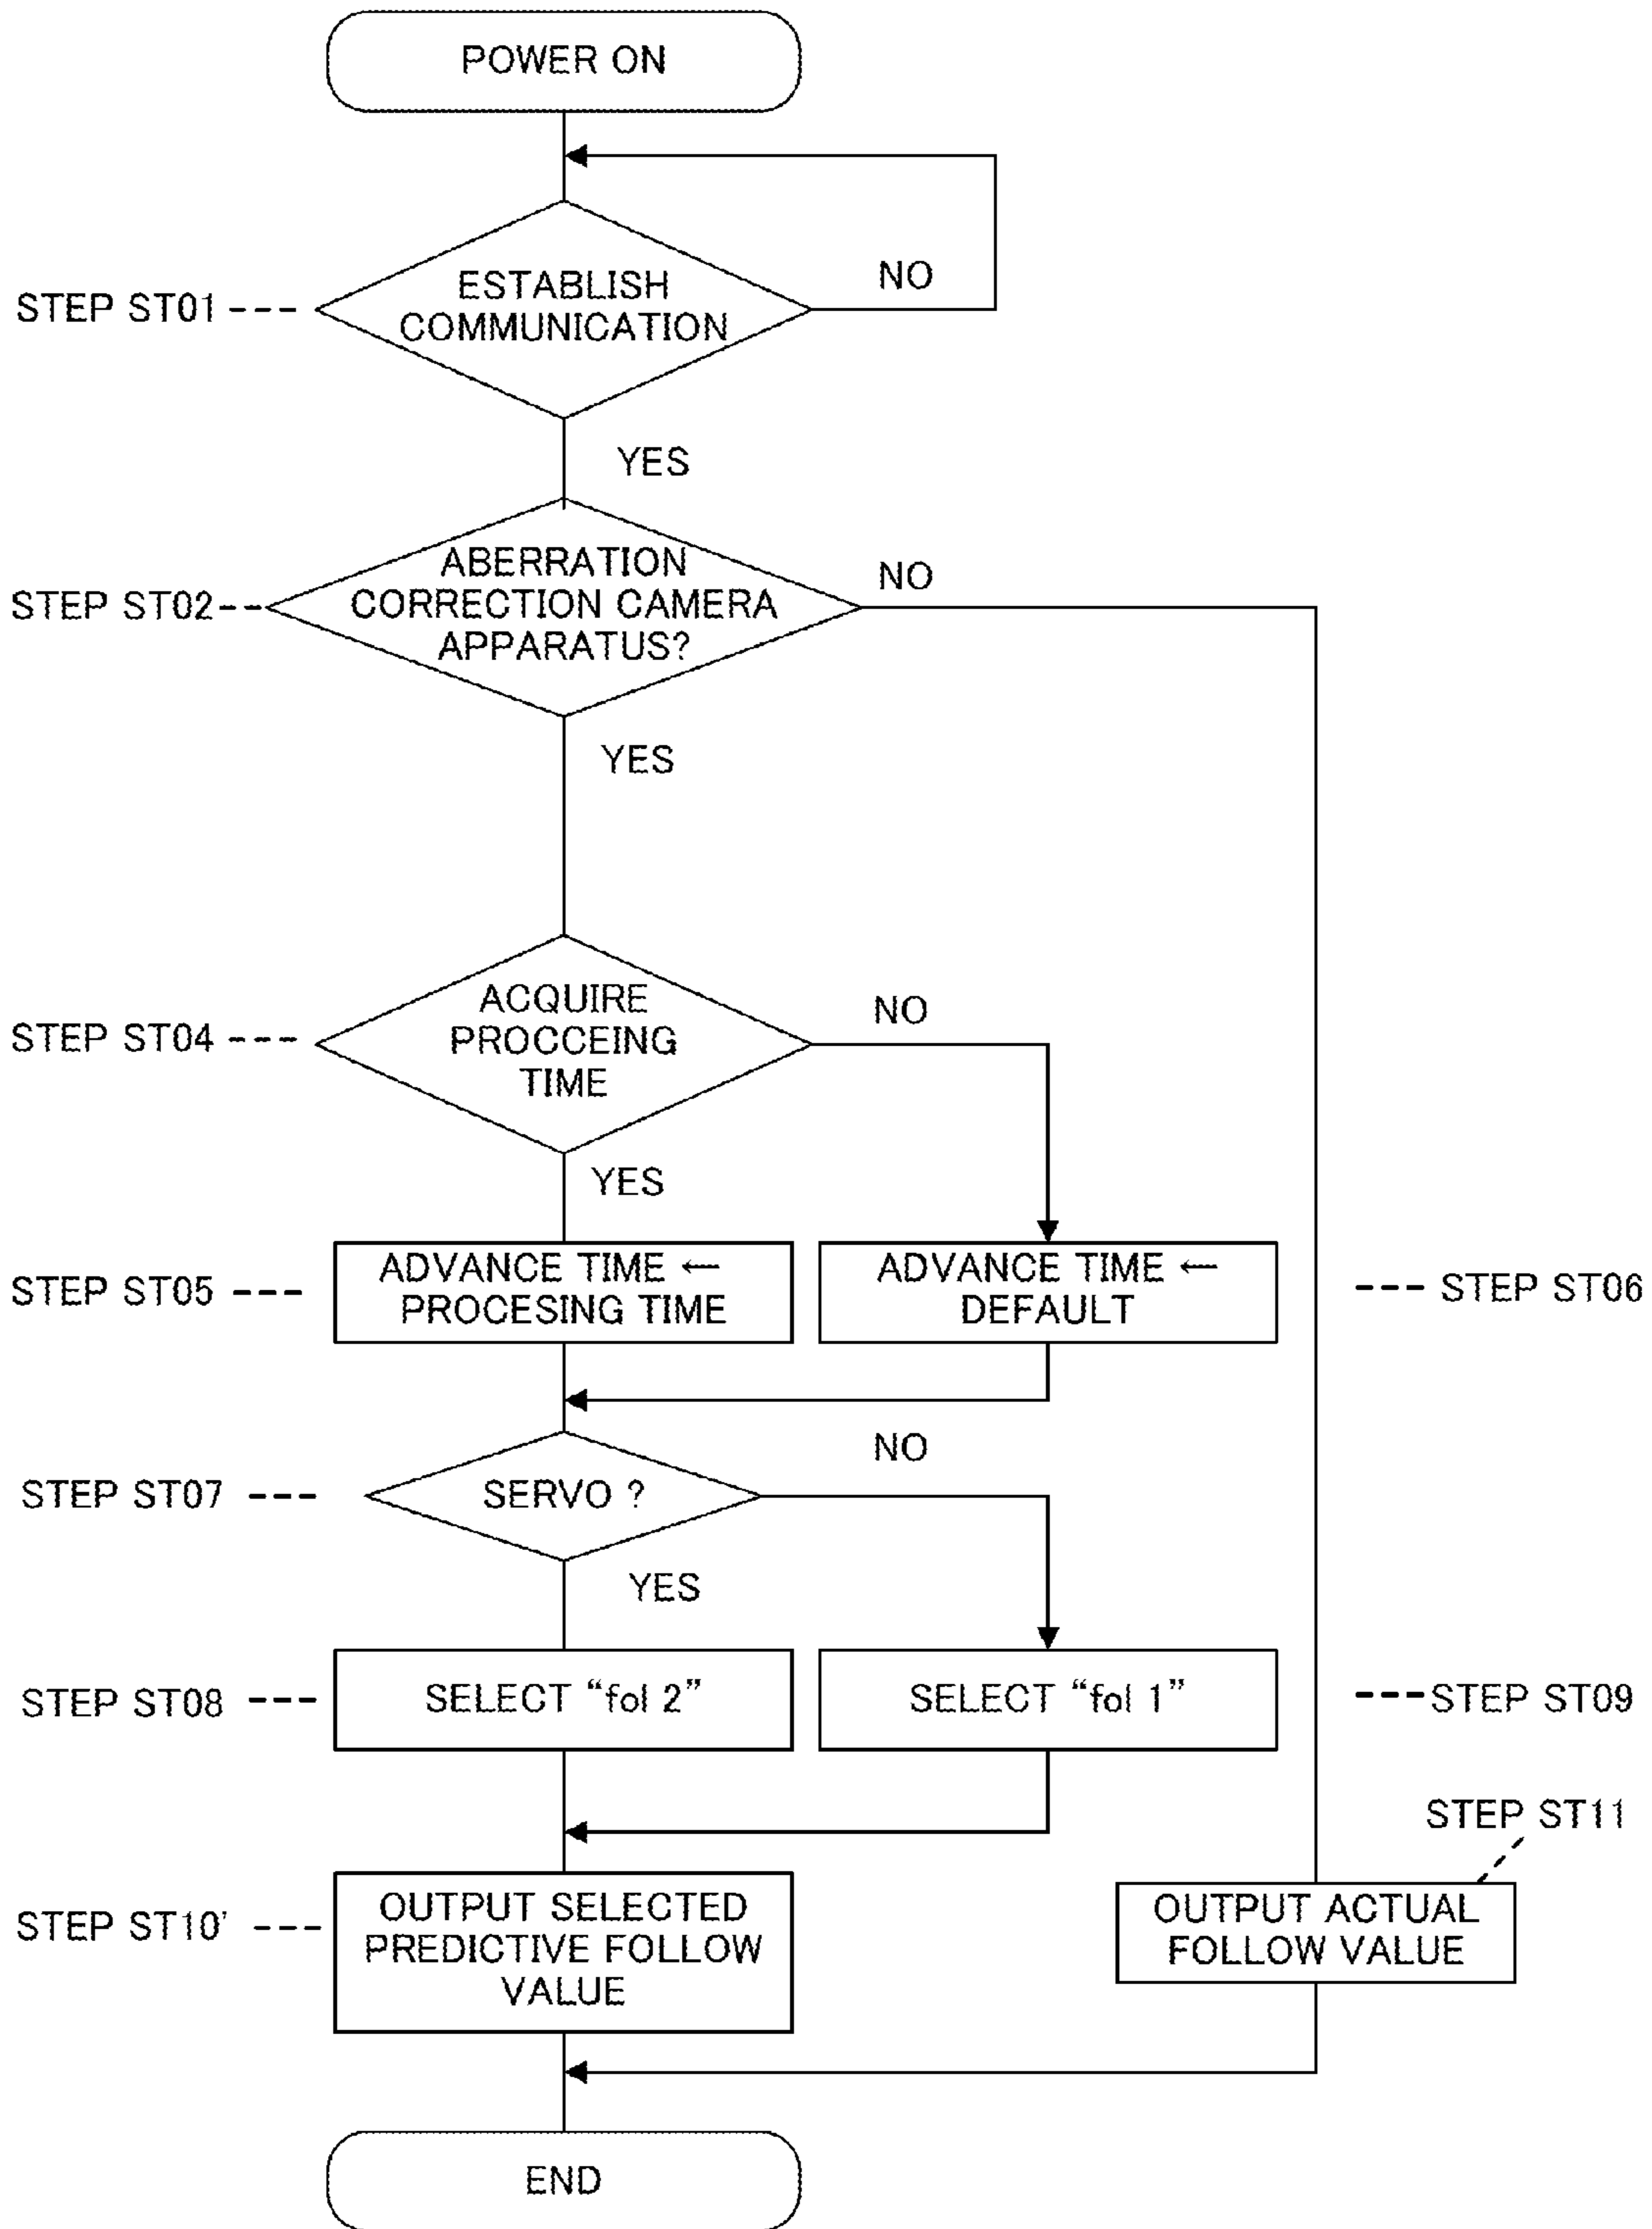 POWER ON
ESTABLISH
COMMUNICATION
NO
STEP ST01
YES
ABERRATION
CORRECTION CAMERA
APPARATUS?
NO
STEP ST02
YES
ACQUIRE
PROCCEING
TIME
NO
STEP ST04
YES
ADVANCE TIME ←
PROCESING TIME
STEP ST05
ADVANCE TIME ←
DEFAULT
STEP ST06
NO
STEP ST07
SERVO ?
YES
STEP ST08
SELECT “fol 2”
SELECT “fol 1”
STEP ST09
STEP ST11
STEP ST10'
OUTPUT SELECTED
PREDICTIVE FOLLOW
VALUE
OUTPUT ACTUAL
FOLLOW VALUE
END